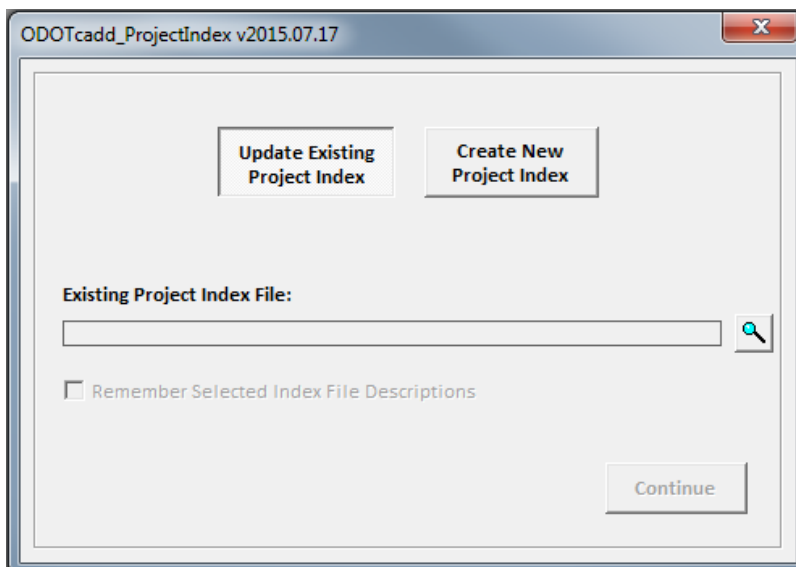 ODOTcadd_ProjectIndex v2015.07.17
Update Existing
Project Index
Create New
Project Index
Existing Project Index File:
Remember Selected Index File Descriptions
Continue